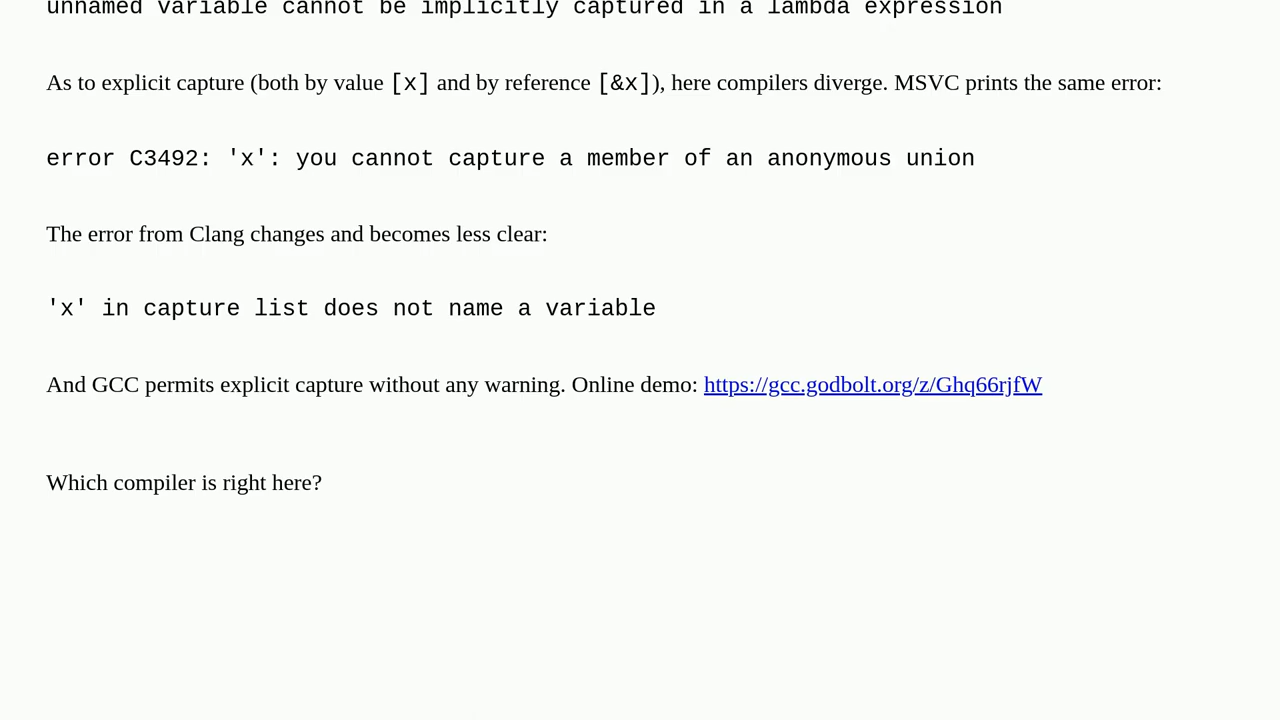 unnamed variable cannot be implicitly captured in a lambda expression
As to explicit capture (both by value [x] and by reference [&x]), here compilers diverge. MSVC prints the same error:
error C3492: 'x': you cannot capture a member of an anonymous union
The error from Clang changes and becomes less clear:
'x' in capture list does not name a variable
And GCC permits explicit capture without any warning. Online demo: https://gcc.godbolt.org/z/Ghq66rjfW
Which compiler is right here?